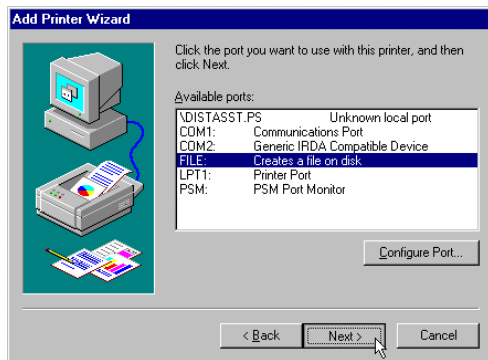 Add Printer Wizard
Click the port you want to use with this printer, and then
click Next.
Available ports:
\DISTASST.PS Unknown local port
COM1: Communications Port
COM2: Generic IRDA Compatible Device
FILE: Creates a file on disk
LPT1: Printer Port
PSM: PSM Port Monitor
Configure Port...
< Back Next > Cancel